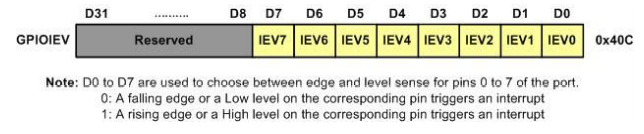 D31 ......... D8 D7 D6 D5 D4 D3 D2 D1 D0
GPIOIEV Reserved IEV7 IEV6 IEV5 IEV4 IEV3 IEV2 IEV1 IEV0 0x40C
Note: D0 to D7 are used to choose between edge and level sense for pins 0 to 7 of the port.
0: A falling edge or a Low level on the corresponding pin triggers an interrupt
1: A rising edge or a High level on the corresponding pin triggers an interrupt